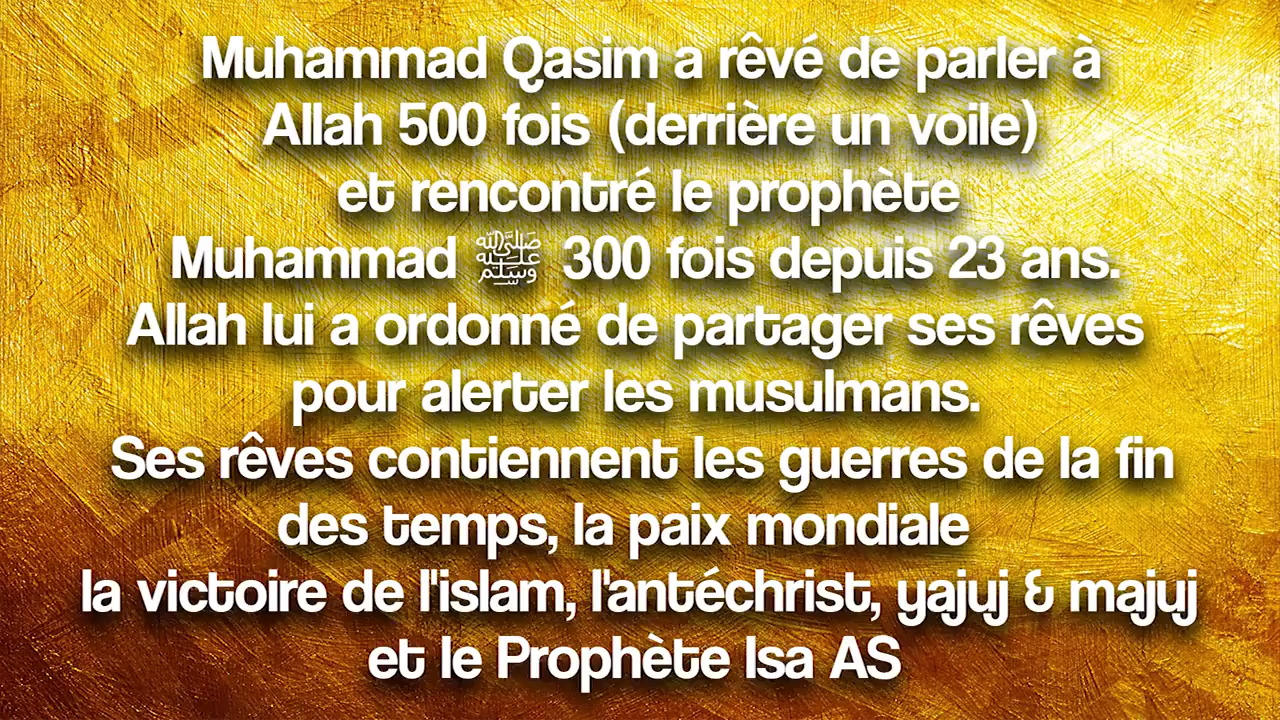 Muhammad Qasim a rêvé de parler à
Allah 500 fois (derrière un voile)
et rencontré le prophète
Muhammad ﷺ 300 fois depuis 23 ans.
Allah lui a ordonné de partager ses rêves
pour alerter les musulmans.
Ses rêves contiennent les guerres de la fin
des temps, la paix mondiale
la victoire de l'islam, l'antéchrist, yajuj & majuj
et le Prophète Isa AS